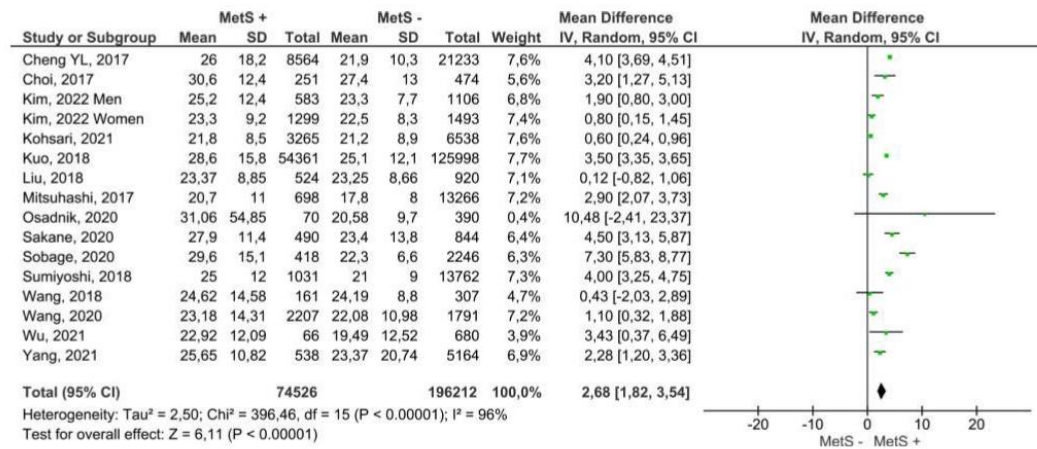 MetS + MetS - Mean Difference Mean Difference
Study or Subgroup Mean SD Total Mean SD Total Weight IV, Random, 95% CI IV, Random, 95% CI
Cheng YL, 2017 26 18,2 8564 21,9 10,3 21233 7,6% 4,10 [3,69, 4,51]
Choi, 2017 30,6 12,4 251 27,4 13 474 5,6% 3,20 [1,27, 5,13]
Kim, 2022 Men 25,2 12,4 583 23,3 7,7 1106 6,8% 1,90 [0,80, 3,00]
Kim, 2022 Women 23,3 9,2 1299 22,5 8,3 1493 7,4% 0,80 [0,15, 1,45]
Kohsari, 2021 21,8 8,5 3265 21,2 8,9 6538 7,6% 0,60 [0,24, 0,96]
Kuo, 2018 28,6 15,8 54361 25,1 12,1 125998 7,7% 3,50 [3,35, 3,65]
Liu, 2018 23,37 8,85 524 23,25 8,66 920 7,1% 0,12 [-0,82, 1,06]
Mitsuhashi, 2017 20,7 11 698 17,8 8 13266 7,2% 2,90 [2,07, 3,73]
Osadnik, 2020 31,06 54,85 70 20,58 9,7 390 0,4% 10,48 [-2,41, 23,37]
Sakane, 2020 27,9 11,4 490 23,4 13,8 844 6,4% 4,50 [3,13, 5,87]
Sobage, 2020 29,6 15,1 418 22,3 6,6 2246 6,3% 7,30 [5,83, 8,77]
Sumiyoshi, 2018 25 12 1031 21 9 13762 7,3% 4,00 [3,25, 4,75]
Wang, 2018 24,62 14,58 161 24,19 8,8 307 4,7% 0,43 [-2,03, 2,89]
Wang, 2020 23,18 14,31 2207 22,08 10,98 1791 7,2% 1,10 [0,32, 1,88]
Wu, 2021 22,92 12,09 66 19,49 12,52 680 3,9% 3,43 [0,37, 6,49]
Yang, 2021 25,65 10,82 538 23,37 20,74 5164 6,9% 2,28 [1,20, 3,36]
Total (95% CI) 74526 196212 100,0% 2,68 [1,82, 3,54]
Heterogeneity: Tau² = 2,50; Chi² = 396,46, df = 15 (P < 0.00001); I² = 96%
Test for overall effect: Z = 6,11 (P < 0.00001)
-20 -10 0 10 20
MetS - MetS +